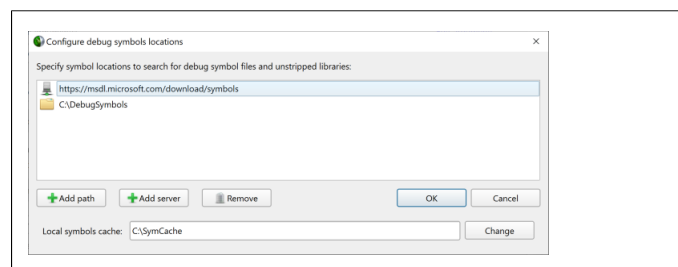 Configure debug symbols locations
Specify symbol locations to search for debug symbol files and unstripped libraries:
https://msdl.microsoft.com/download/symbols
C:\DebugSymbols
Add path Add server Remove OK Cancel
Local symbols cache: C:\SymCache Change